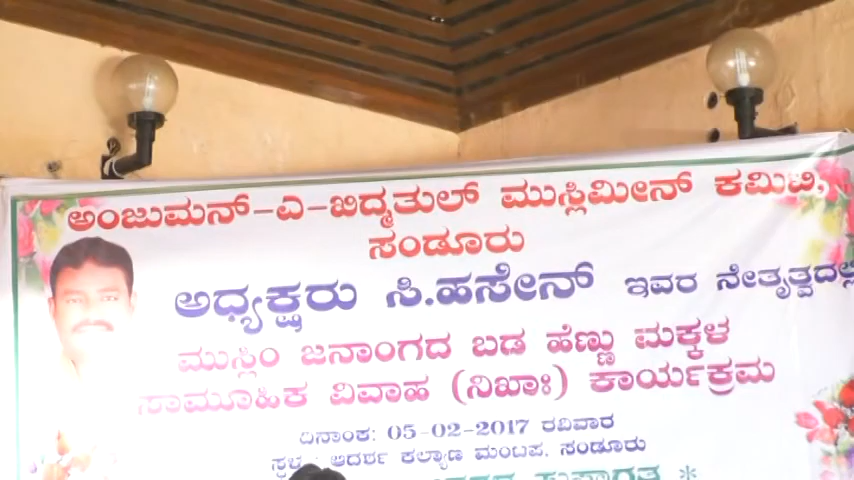 ಅಂಜುಮನ್-ಎ-ಖಿದ್ಮತುಲ್ ಮುಸ್ಲಿಮೀನ್ ಕಮಿಟಿ,
ಸಂಡೂರು
ಅಧ್ಯಕ್ಷರು ಸಿ.ಹಸೇನ್ ಇವರ ನೇತೃತ್ವದಲ್ಲಿ
ಮುಸ್ಲಿಂ ಜನಾಂಗದ ಬಡ ಹೆಣ್ಣು ಮಕ್ಕಳ
ಸಾಮೂಹಿಕ ವಿವಾಹ (ನಿಖಾಃ) ಕಾರ್ಯಕ್ರಮ
ದಿನಾಂಕ: 05-02-2017 ರವಿವಾರ
ಸ್ಥಳ: ಆದರ್ಶ ಕಲ್ಯಾಣ ಮಂಟಪ, ಸಂಡೂರು
ಸುಸ್ವಾಗತ *